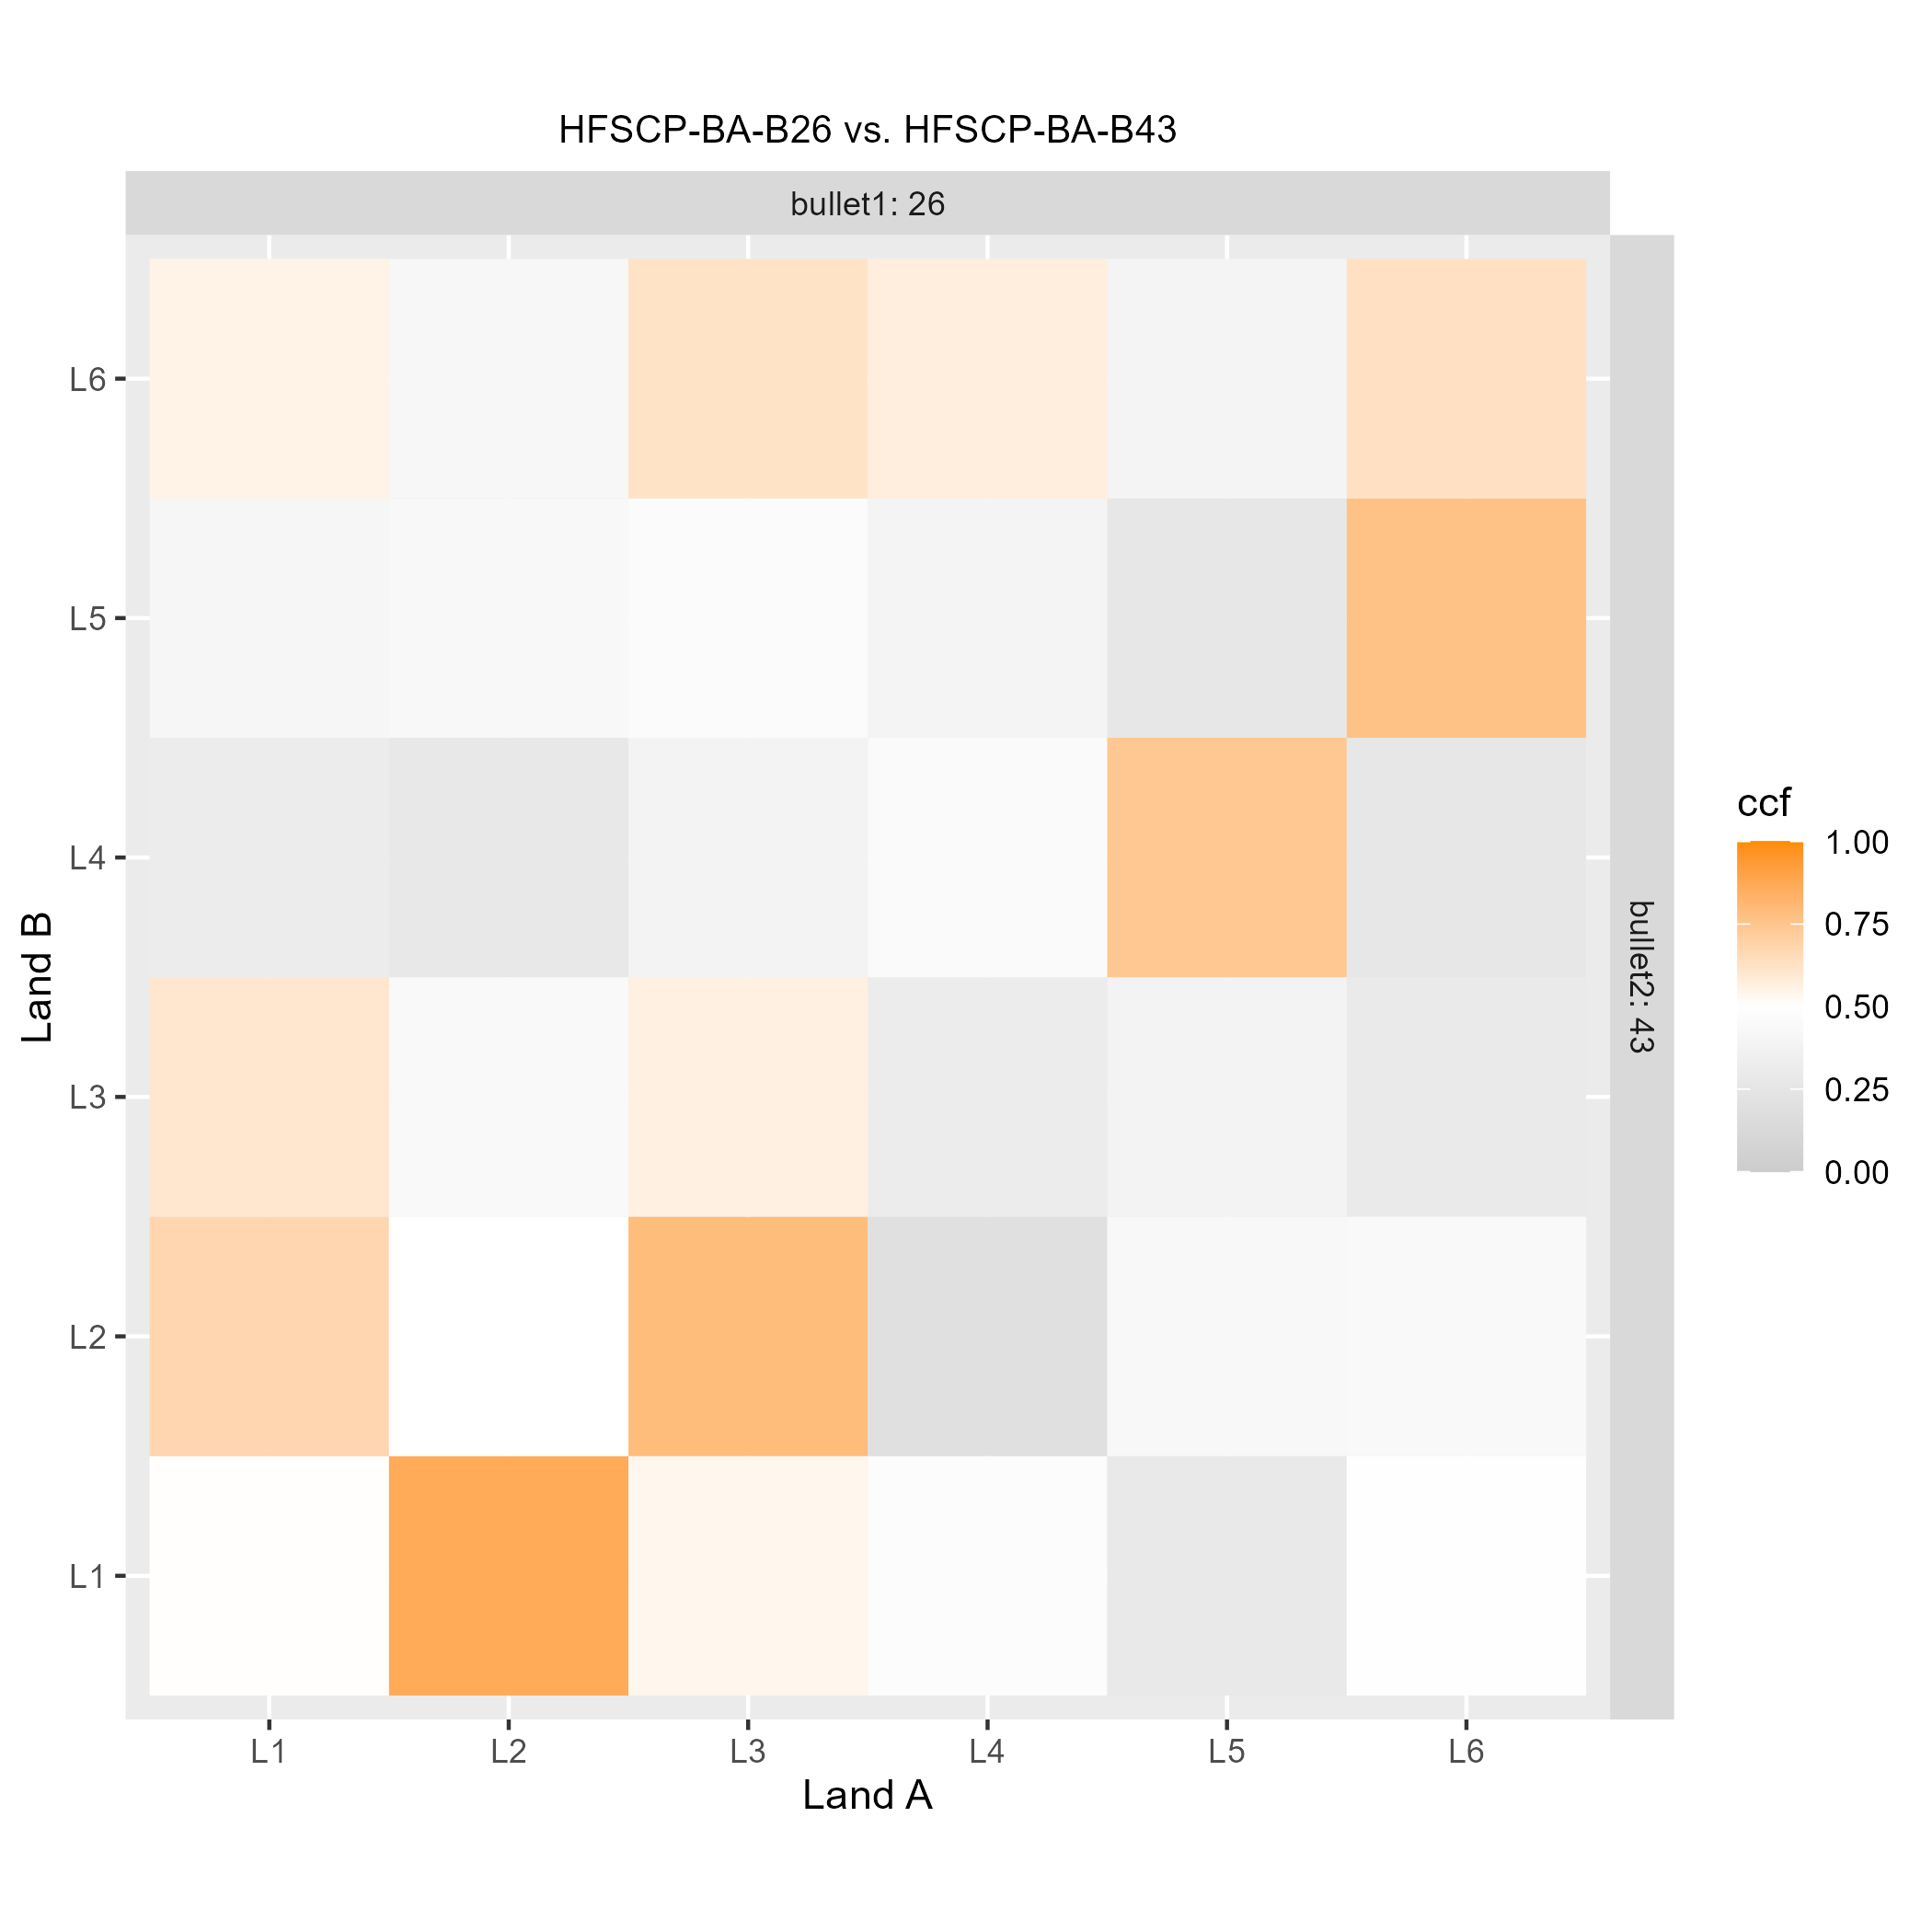 HFSCP-BA-B26 vs. HFSCP-BA-B43
bullet1: 26
L6
L5
L4
L3
L2
L1
Land B
bullet2: 43
ccf
1.00
0.75
0.50
0.25
0.00
L1 L2 L3 L4 L5 L6
Land A